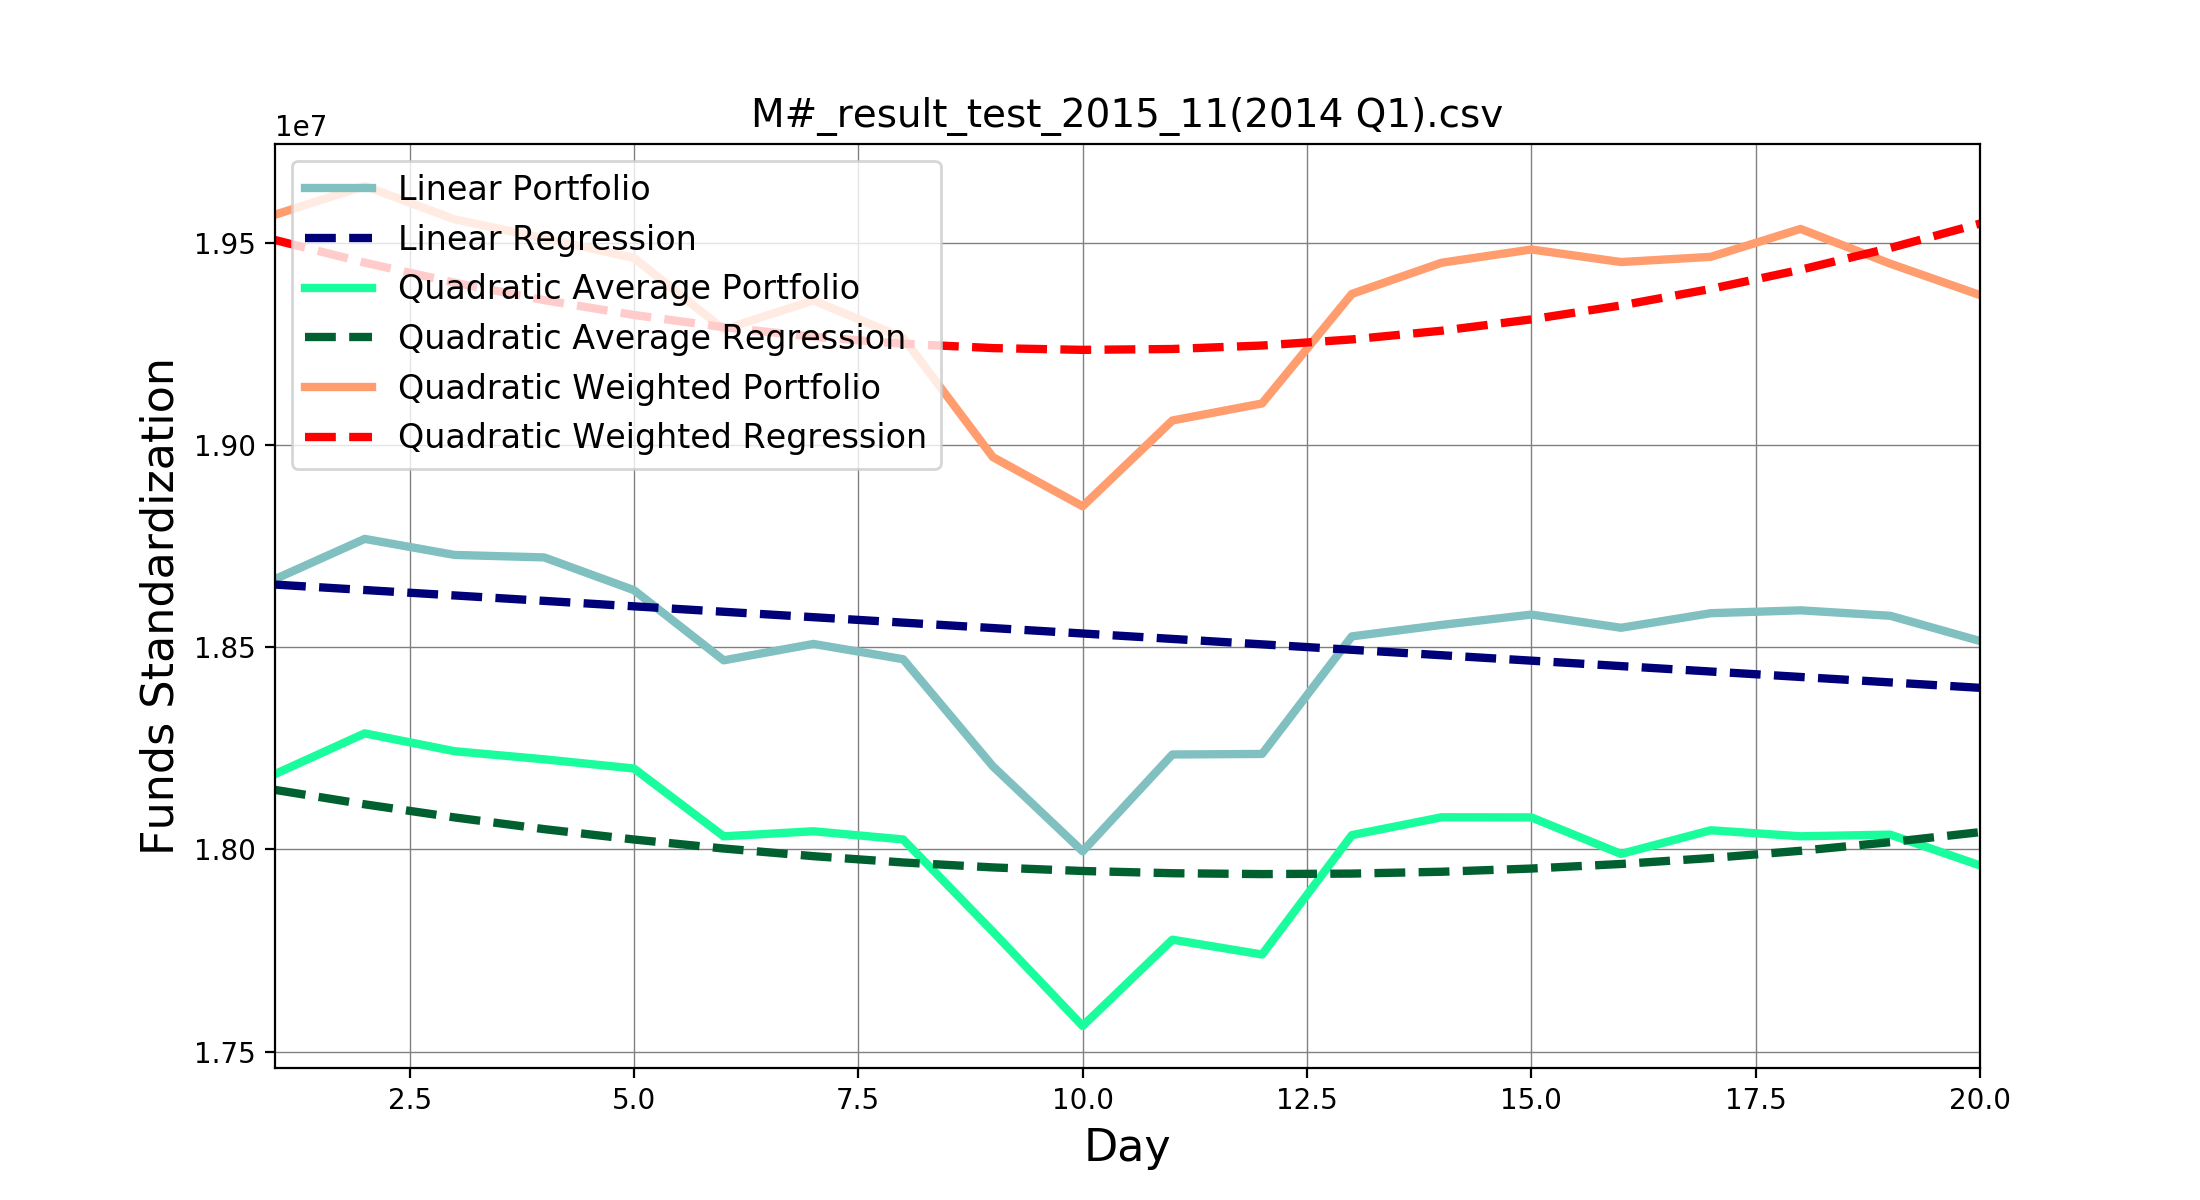 M#_result_test_2015_11(2014 Q1).csv
1e7
Linear Portfolio
Linear Regression
Quadratic Average Portfolio
Quadratic Average Regression
Quadratic Weighted Portfolio
Quadratic Weighted Regression
Funds Standardization
1.95
1.90
1.85
1.80
1.75
2.5 5.0 7.5 10.0 12.5 15.0 17.5 20.0
Day